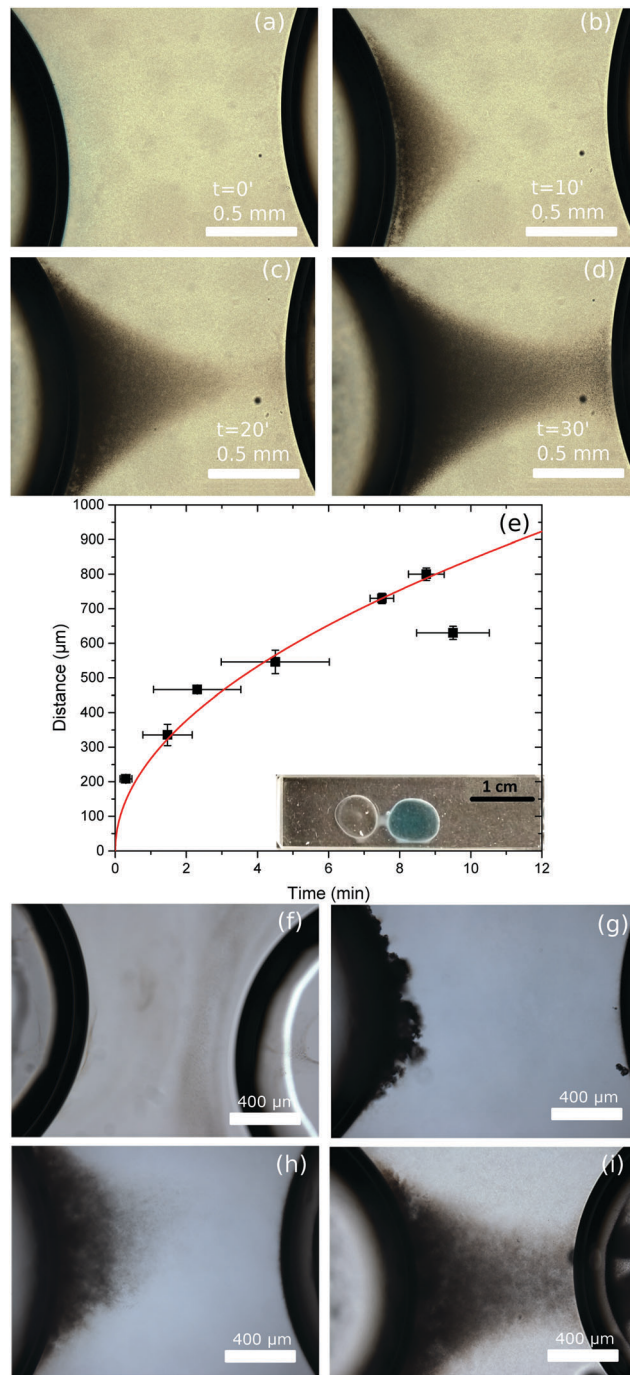 (a)
t=0'
0.5 mm
(b)
t=10'
0.5 mm
(c)
t=20'
0.5 mm
(d)
t=30'
0.5 mm
(e)
1000
900
800
700
600
500
400
300
200
100
0
Distance (µm)
0
2
4
6
8
10
12
Time (min)
1 cm
(f)
400 µm
(g)
400 µm
(h)
400 µm
(i)
400 µm